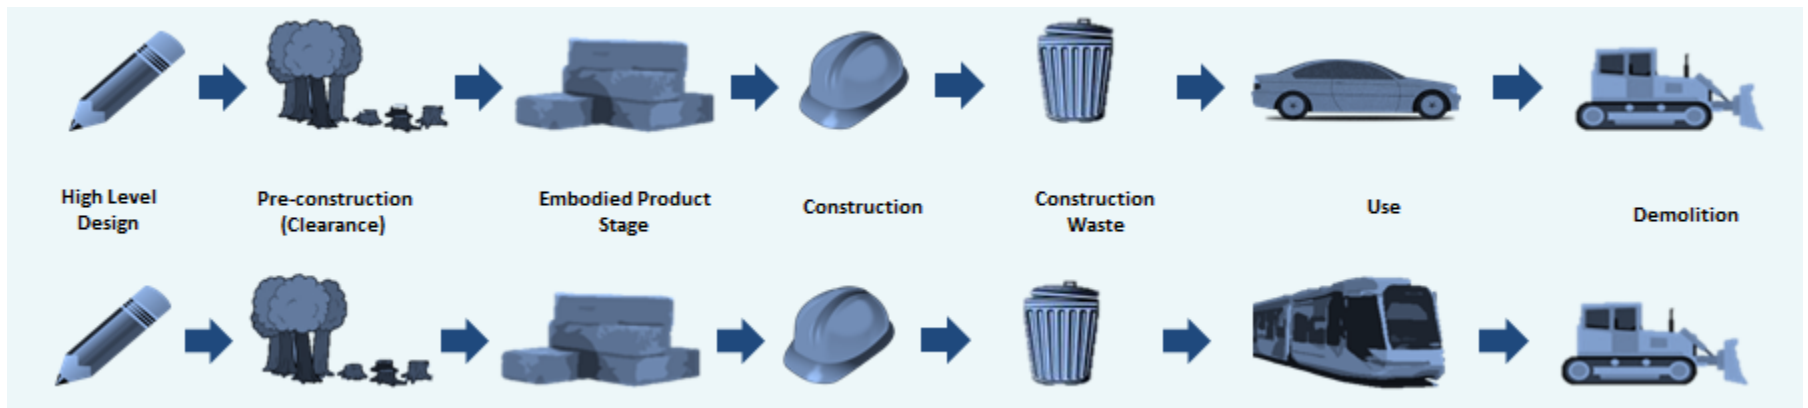 High Level
Design
Pre-construction
(Clearance)
Embodied Product
Stage
Construction
Construction
Waste
Use
Demolition